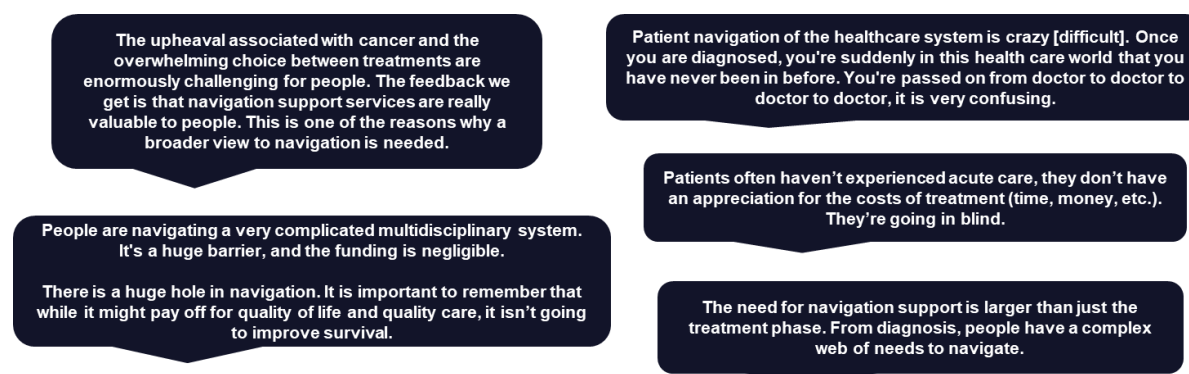 The upheaval associated with cancer and the
overwhelming choice between treatments are
enormously challenging for people. The feedback we
get is that navigation support services are really
valuable to people. This is one of the reasons why a
broader view to navigation is needed.
People are navigating a very complicated multidisciplinary system.
It's a huge barrier, and the funding is negligible.
There is a huge hole in navigation. It is important to remember that
while it might pay off for quality of life and quality care, it isn’t going
to improve survival.
Patient navigation of the healthcare system is crazy [difficult]. Once
you are diagnosed, you're suddenly in this health care world that you
have never been in before. You're passed on from doctor to doctor to
doctor to doctor, it is very confusing.
Patients often haven’t experienced acute care, they don’t have
an appreciation for the costs of treatment (time, money, etc.).
They’re going in blind.
The need for navigation support is larger than just the
treatment phase. From diagnosis, people have a complex
web of needs to navigate.